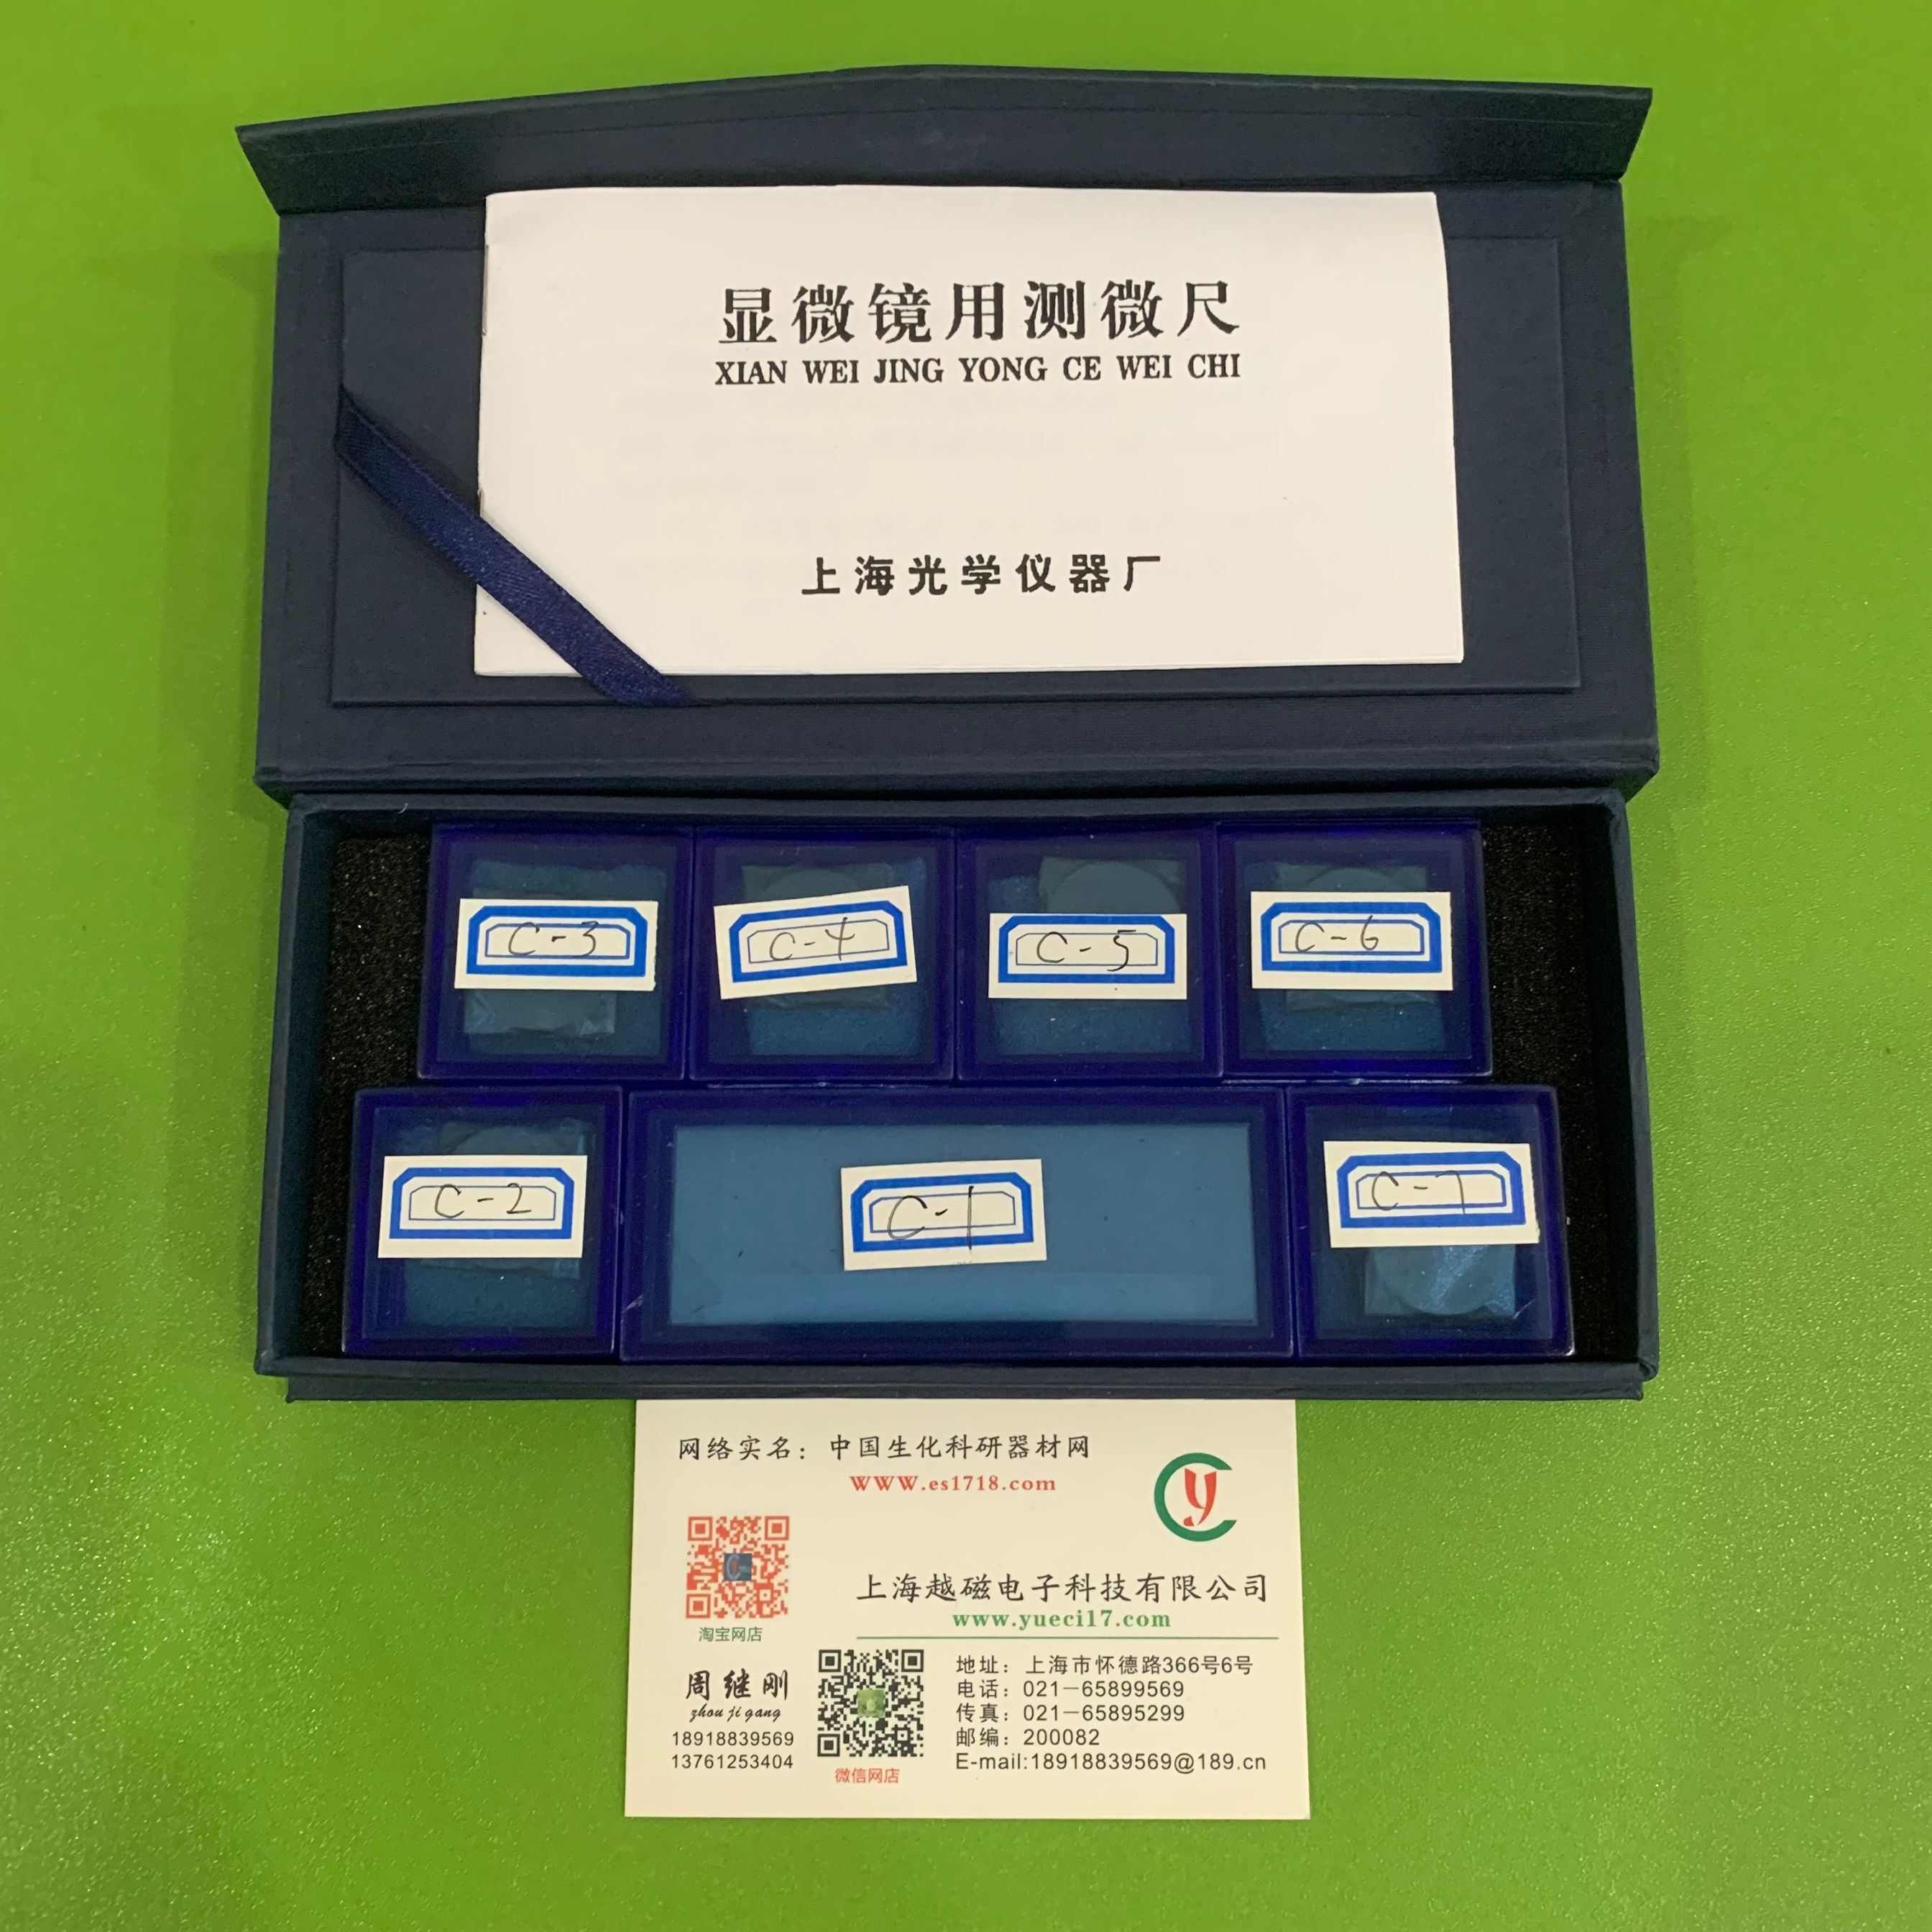 显微镜用测微尺
XIAN WEI JING YONG CE WEI CHI
上海光学仪器厂
C-3
C-4
C-5
C-6
C-2
C-1
C-7
网络实名：中国生化科研器材网
WWW.es1718.com
Cy
上海越磁电子科技有限公司
www.yueci17.com
淘宝网店
周继刚
zhou ji gang
18918839569
13761253404
微信网店
地址：上海市怀德路366号6号
电话：021－65899569
传真：021－65895299
邮编：200082
E-mail:18918839569@189.cn